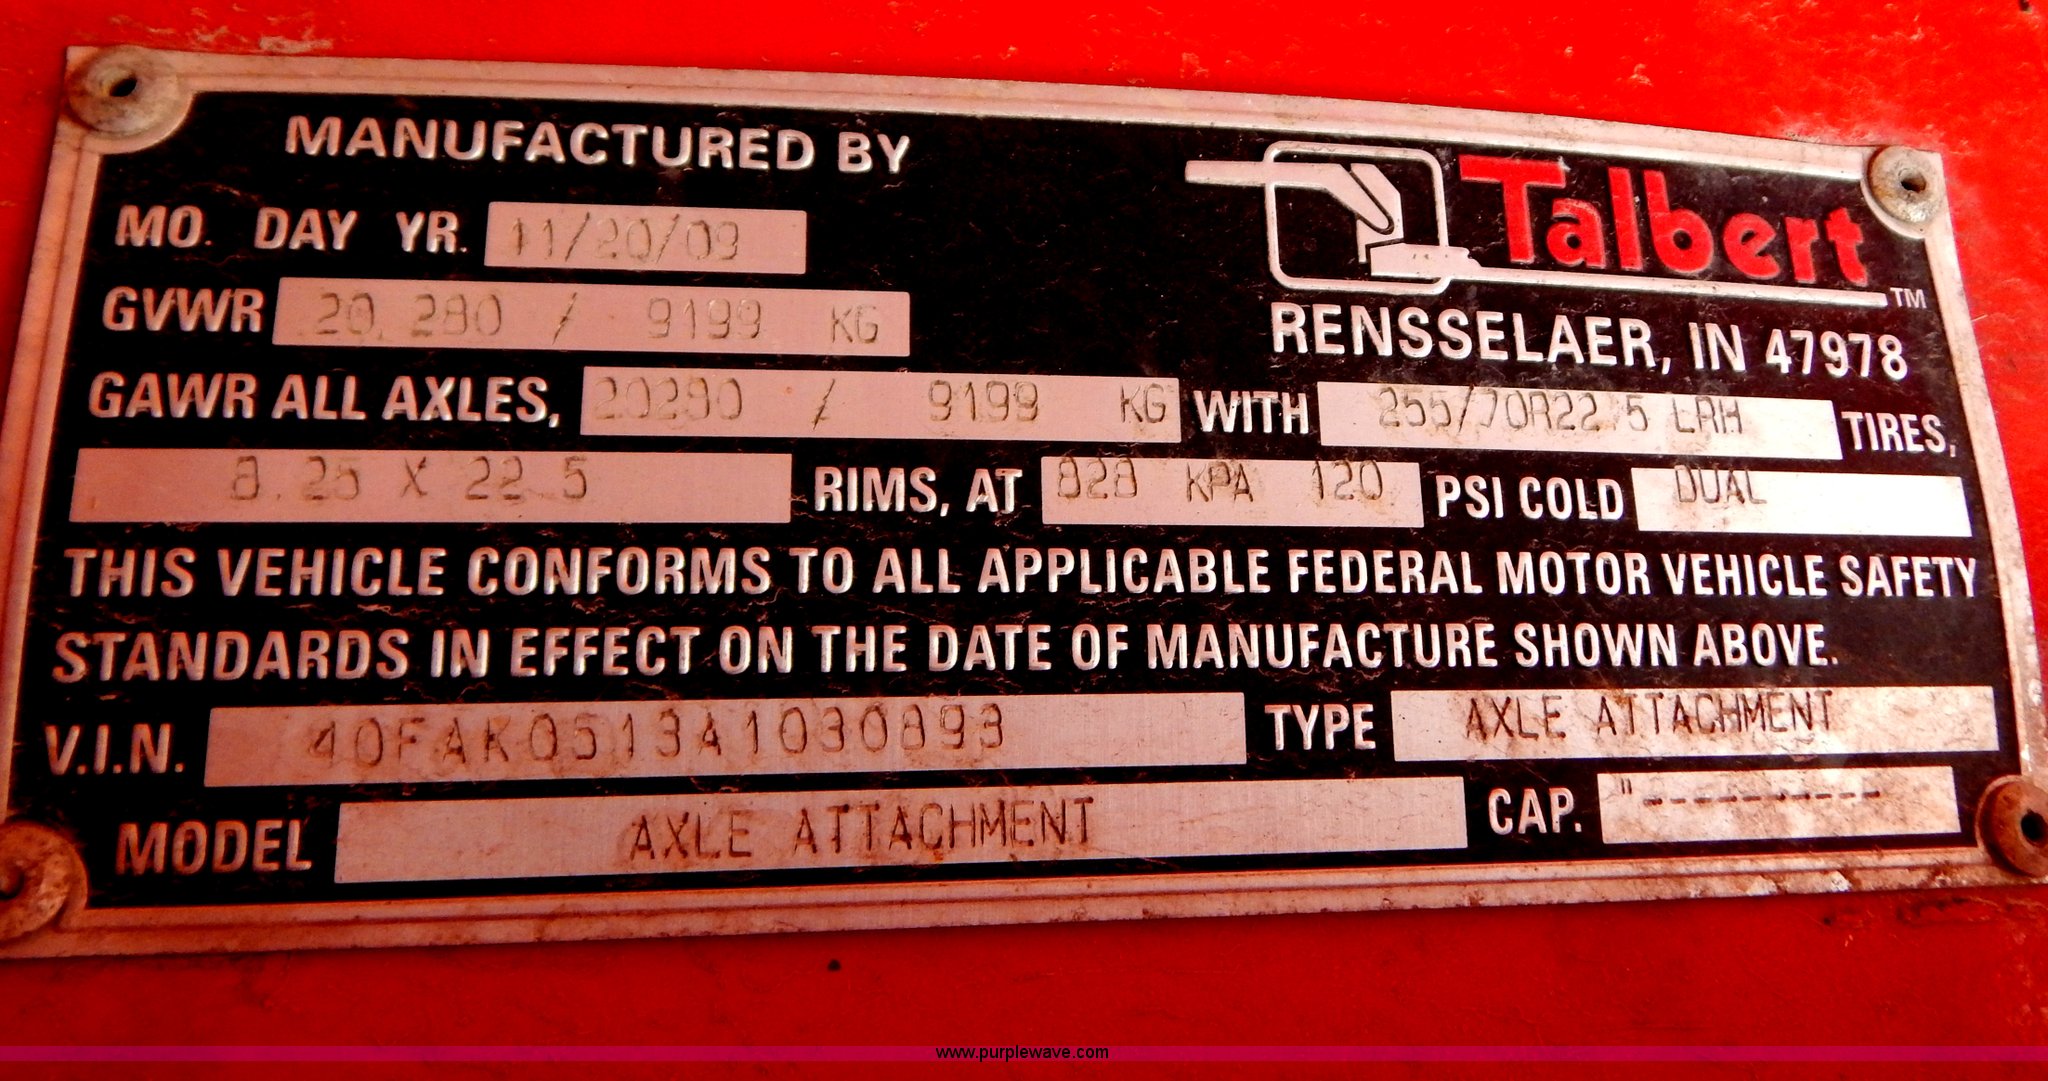 MANUFACTURED BY
Talbert™
RENSSELAER, IN 47978
MO. DAY YR. 11/20/09
GVWR 20,280 / 9199 KG
GAWR ALL AXLES, 20280 / 9199 KG WITH 255/70R22.5 LRH TIRES,
8.25 X 22.5 RIMS, AT 828 KPA 120 PSI COLD DUAL
THIS VEHICLE CONFORMS TO ALL APPLICABLE FEDERAL MOTOR VEHICLE SAFETY
STANDARDS IN EFFECT ON THE DATE OF MANUFACTURE SHOWN ABOVE.
V.I.N. 40FAK0513A1030893 TYPE AXLE ATTACHMENT
MODEL AXLE ATTACHMENT CAP. "----------
www.purplewave.com